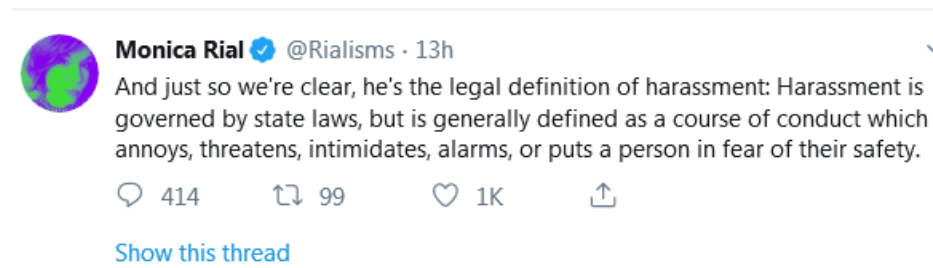 Monica Rial @Rialisms · 13h
And just so we're clear, he's the legal definition of harassment: Harassment is
governed by state laws, but is generally defined as a course of conduct which
annoys, threatens, intimidates, alarms, or puts a person in fear of their safety.
414 99 1K
Show this thread